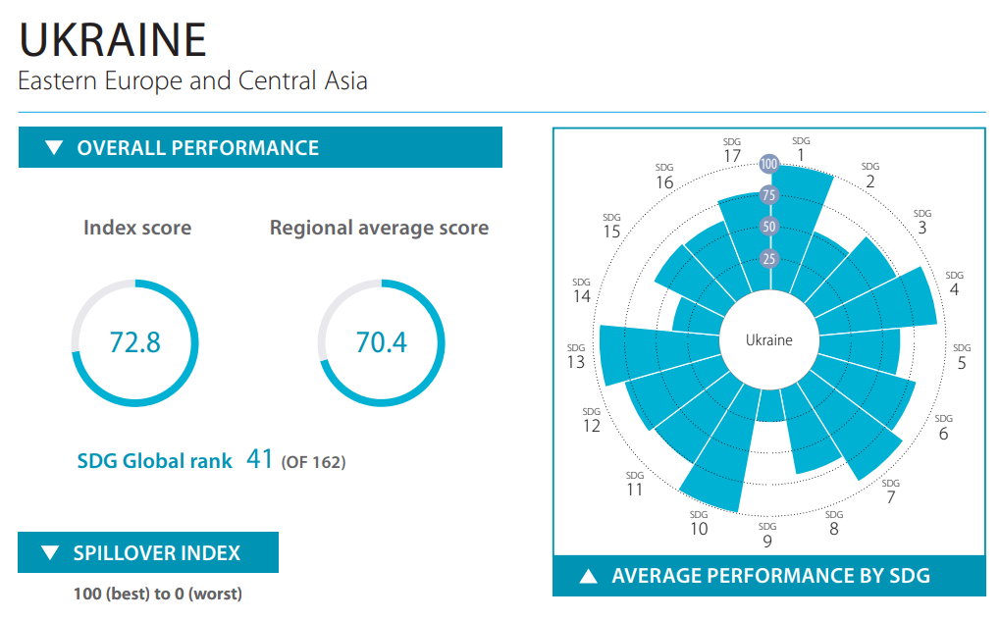 UKRAINE
Eastern Europe and Central Asia
▼ OVERALL PERFORMANCE
Index score
Regional average score
72.8
70.4
SDG Global rank 41 (OF 162)
▼ SPILLOVER INDEX
100 (best) to 0 (worst)
SDG
1
SDG
2
SDG
3
SDG
4
SDG
5
SDG
6
SDG
7
SDG
8
SDG
9
SDG
10
SDG
11
SDG
12
SDG
13
SDG
14
SDG
15
SDG
16
SDG
17
100
75
50
25
Ukraine
▲ AVERAGE PERFORMANCE BY SDG